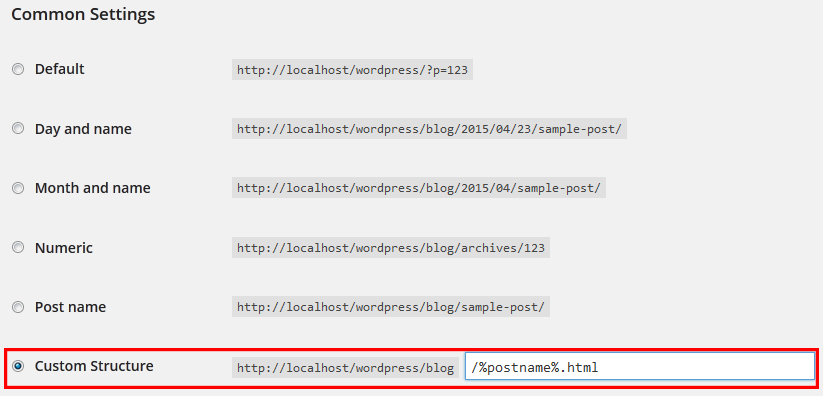 Common Settings
Default http://localhost/wordpress/?p=123
Day and name http://localhost/wordpress/blog/2015/04/23/sample-post/
Month and name http://localhost/wordpress/blog/2015/04/sample-post/
Numeric http://localhost/wordpress/blog/archives/123
Post name http://localhost/wordpress/blog/sample-post/
Custom Structure http://localhost/wordpress/blog /%postname%.html